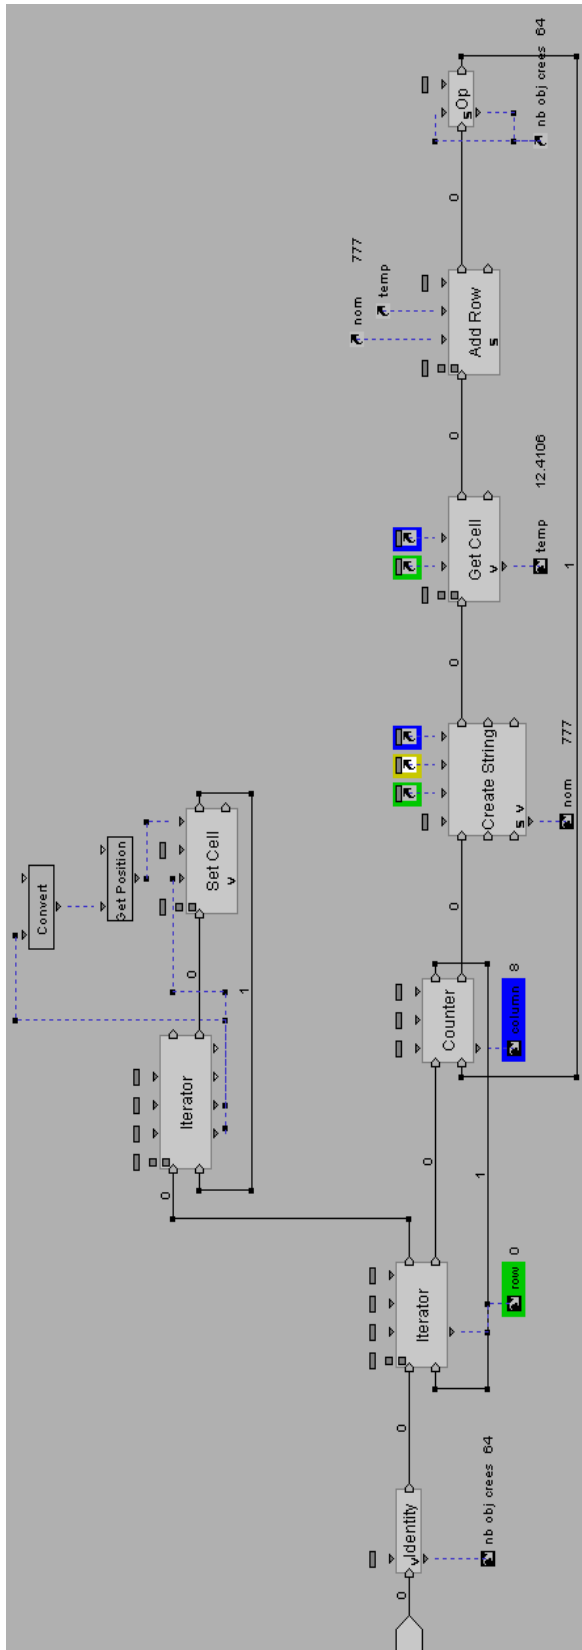 0
Identity
v
nb obj crees 64
0
Iterator
row 0
1
0
Iterator
0
1
Set Cell
v
Convert
Get Position
0
Counter
column 8
0
Create String
s v
nom 777
0
Get Cell
v
temp 12.4106
1
0
Add Row
s
nom 777
temp
0
Op
s
nb obj crees 64